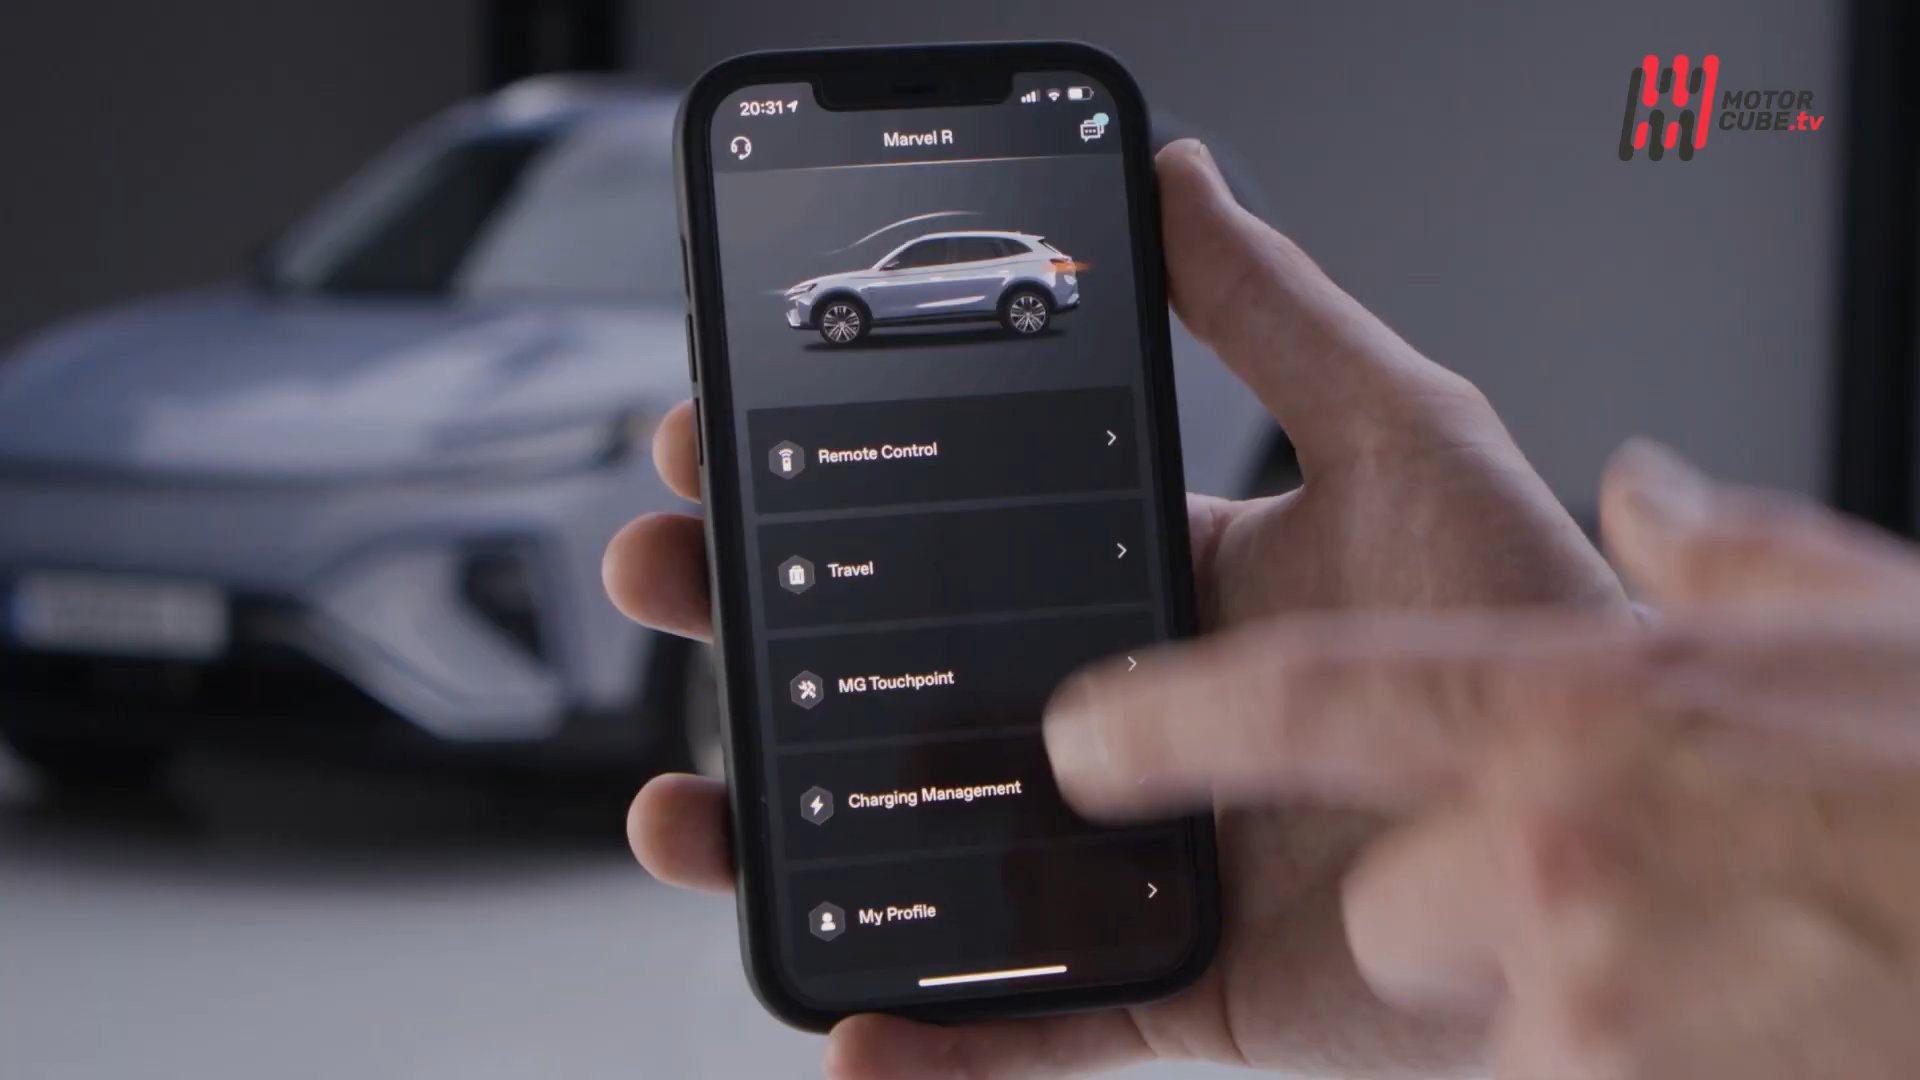 MOTOR
CUBE.tv
20:31
Marvel R
Remote Control
Travel
MG Touchpoint
Charging Management
My Profile